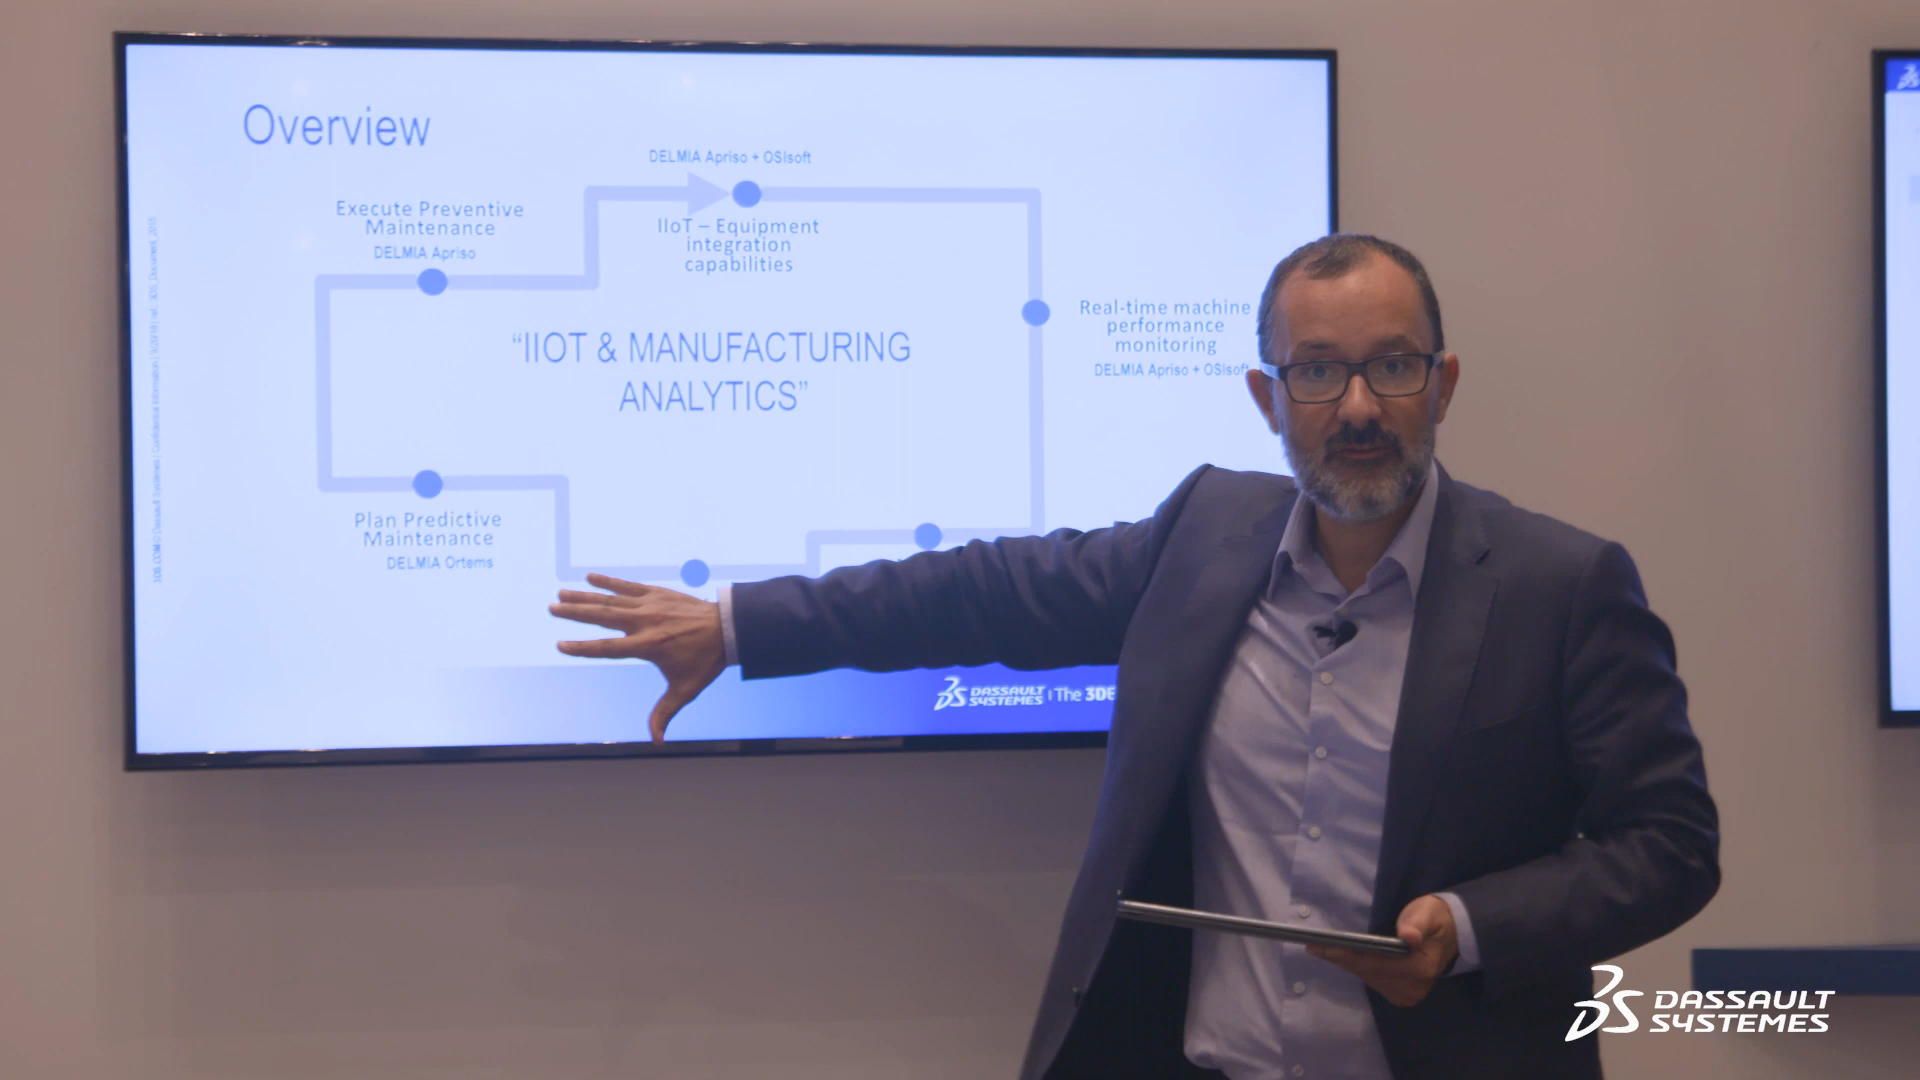 Overview
DELMIA Apriso + OSIsoft
Execute Preventive
Maintenance
DELMIA Apriso
IIoT – Equipment
integration
capabilities
Real-time machine
performance
monitoring
DELMIA Apriso + OSIsoft
“IIOT & MANUFACTURING
ANALYTICS”
Plan Predictive
Maintenance
DELMIA Ortems
DASSAULT
SYSTEMES | The 3DE
DASSAULT
SYSTEMES